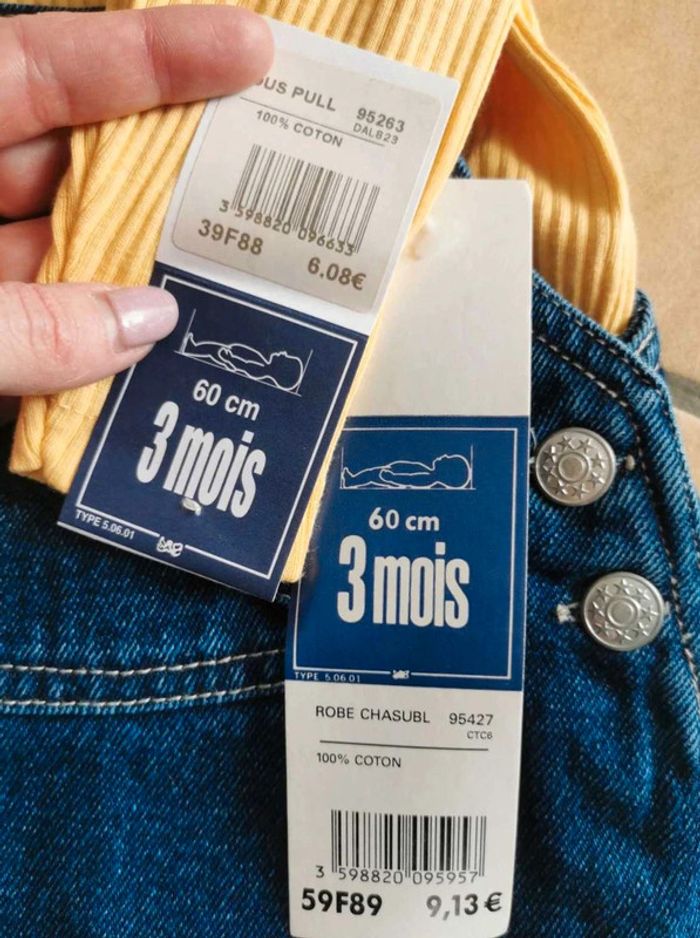 OUS PULL 95263
DALB23
100% COTON
3 598820 096633
39F88
6.08€
60 cm
3 mois
TYPE 5.06.01
60 cm
3 mois
TYPE 5.06.01
ROBE CHASUBL 95427
CTC6
100% COTON
3 598820 095957
59F89 9,13€